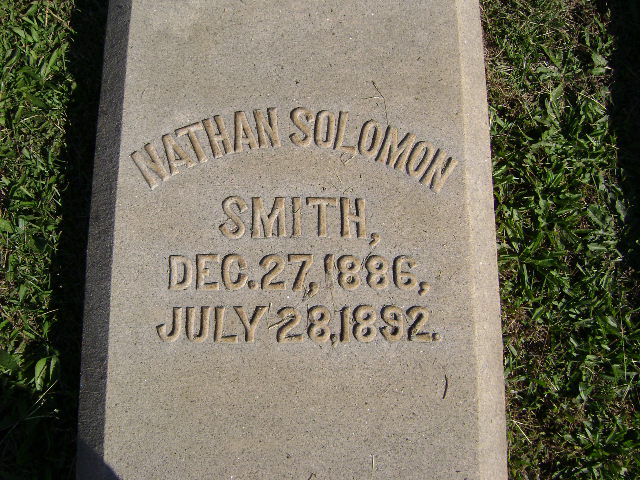 NATHAN SOLOMON
SMITH,
DEC. 27, 1886,
JULY 28, 1892.